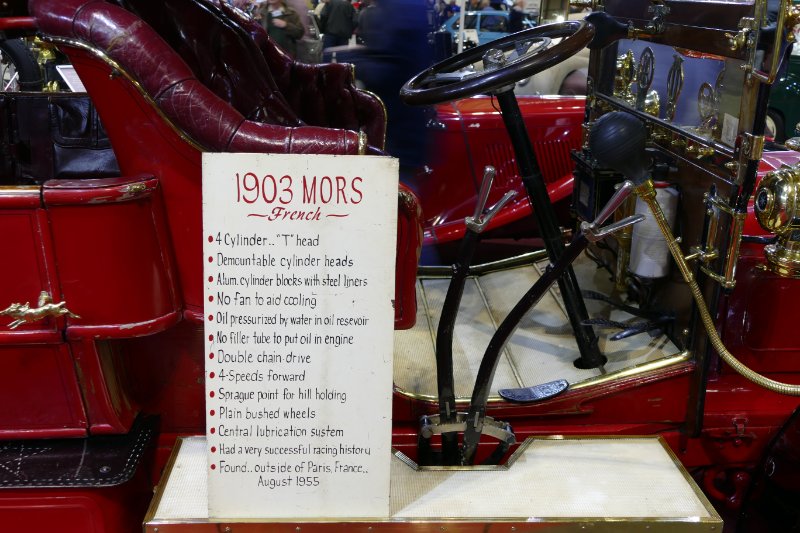 1903 MORS
~French~
• 4 Cylinder.. "T" head
• Demountable cylinder heads
• Alum. cylinder blocks with steel liners
• No fan to aid cooling
• Oil pressurized by water in oil resevoir
• No filler tube to put oil in engine
• Double chain drive
• 4-Speeds forward
• Sprague point for hill holding
• Plain bushed wheels
• Central lubrication system
• Had a very successful racing history
• Found.. outside of Paris, France..
August 1955